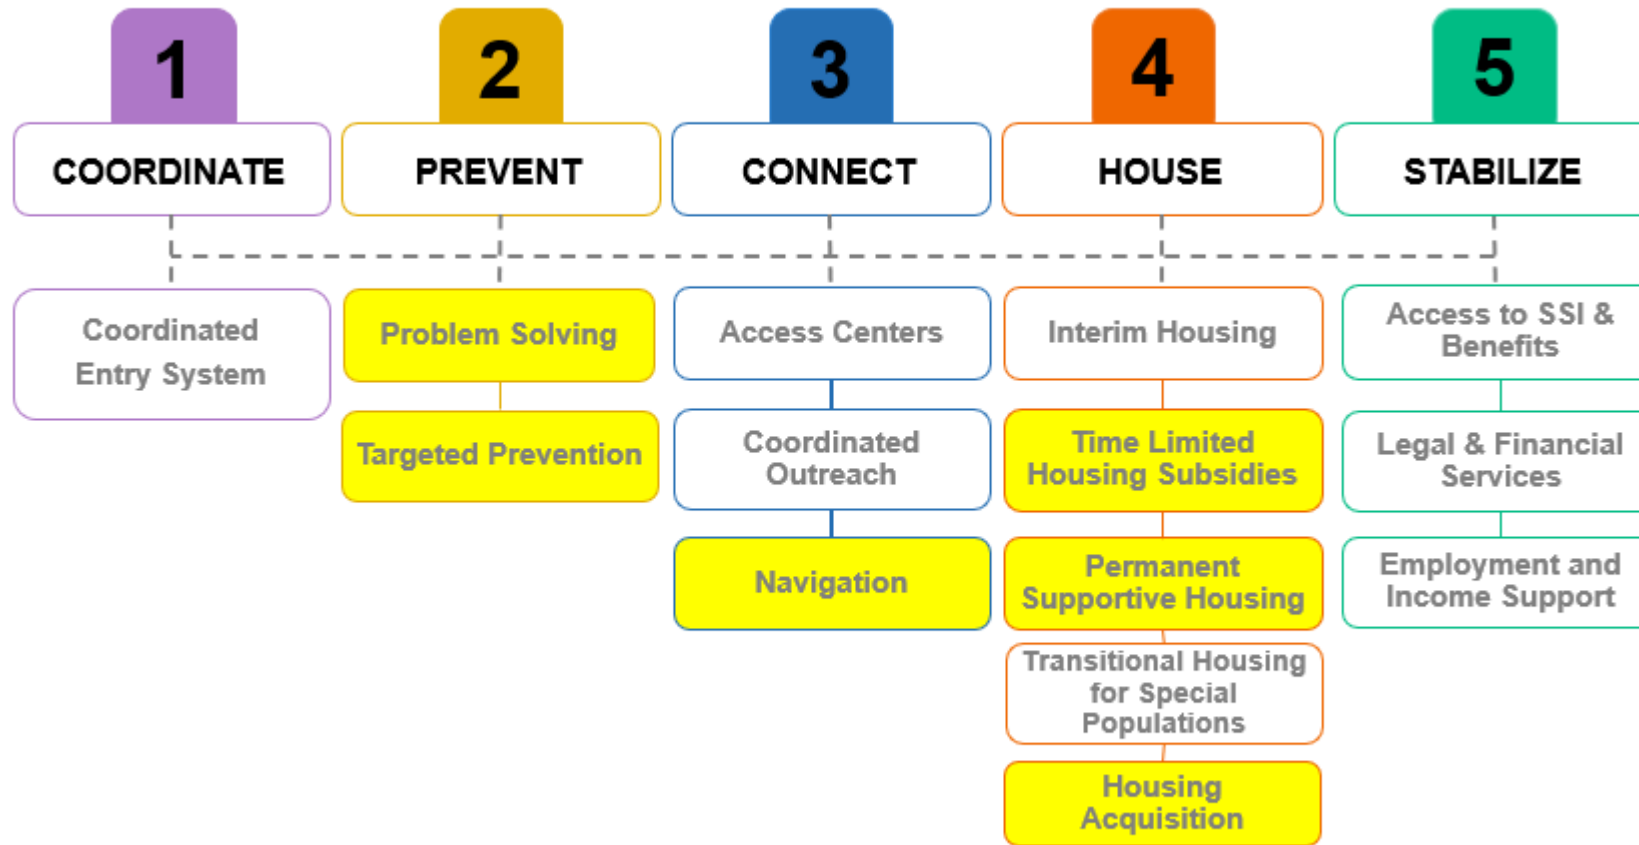 1
COORDINATE
Coordinated
Entry System
2
PREVENT
Problem Solving
Targeted Prevention
3
CONNECT
Access Centers
Coordinated
Outreach
Navigation
4
HOUSE
Interim Housing
Time Limited
Housing Subsidies
Permanent
Supportive Housing
Transitional Housing
for Special
Populations
Housing
Acquisition
5
STABILIZE
Access to SSI &
Benefits
Legal & Financial
Services
Employment and
Income Support